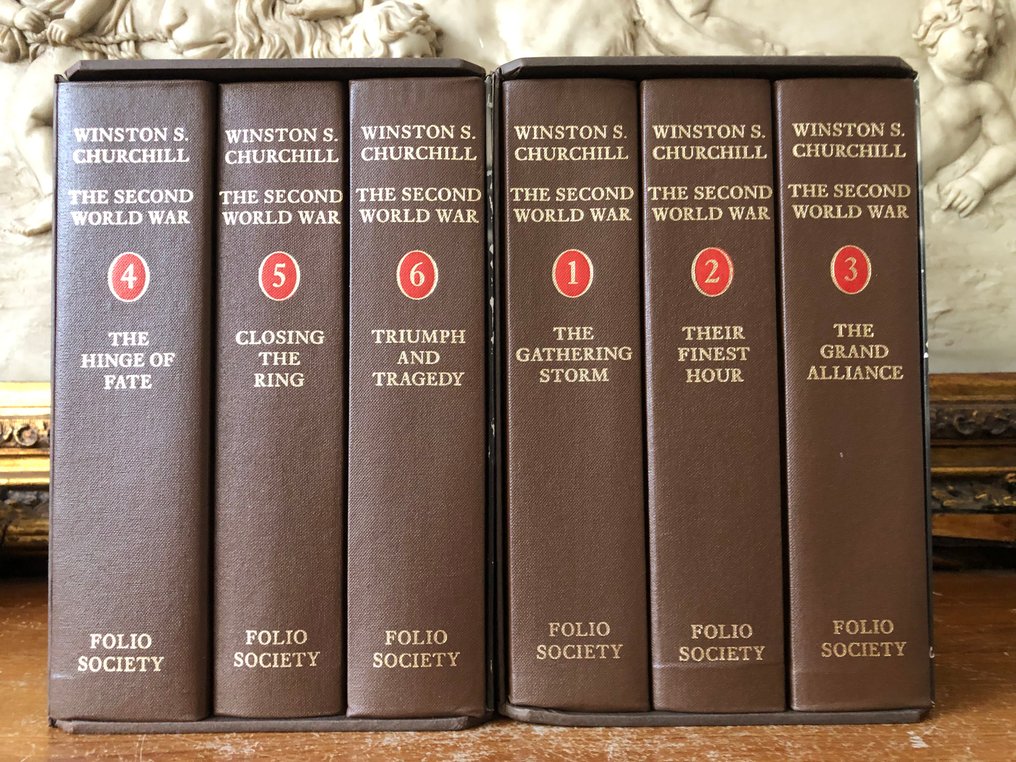 WINSTON S.
CHURCHILL
THE SECOND
WORLD WAR
4
THE
HINGE OF
FATE
FOLIO
SOCIETY
WINSTON S.
CHURCHILL
THE SECOND
WORLD WAR
5
CLOSING
THE
RING
FOLIO
SOCIETY
WINSTON S.
CHURCHILL
THE SECOND
WORLD WAR
6
TRIUMPH
AND
TRAGEDY
FOLIO
SOCIETY
WINSTON S.
CHURCHILL
THE SECOND
WORLD WAR
1
THE
GATHERING
STORM
FOLIO
SOCIETY
WINSTON S.
CHURCHILL
THE SECOND
WORLD WAR
2
THEIR
FINEST
HOUR
FOLIO
SOCIETY
WINSTON S.
CHURCHILL
THE SECOND
WORLD WAR
3
THE
GRAND
ALLIANCE
FOLIO
SOCIETY